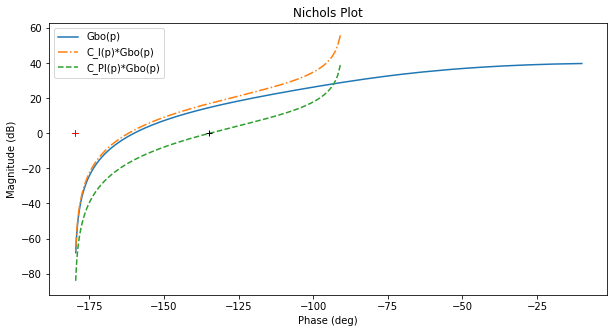 Nichols Plot
Gbo(p)
C_I(p)*Gbo(p)
C_PI(p)*Gbo(p)
Magnitude (dB)
60
40
20
0
−20
−40
−60
−80
−175
−150
−125
−100
−75
−50
−25
Phase (deg)